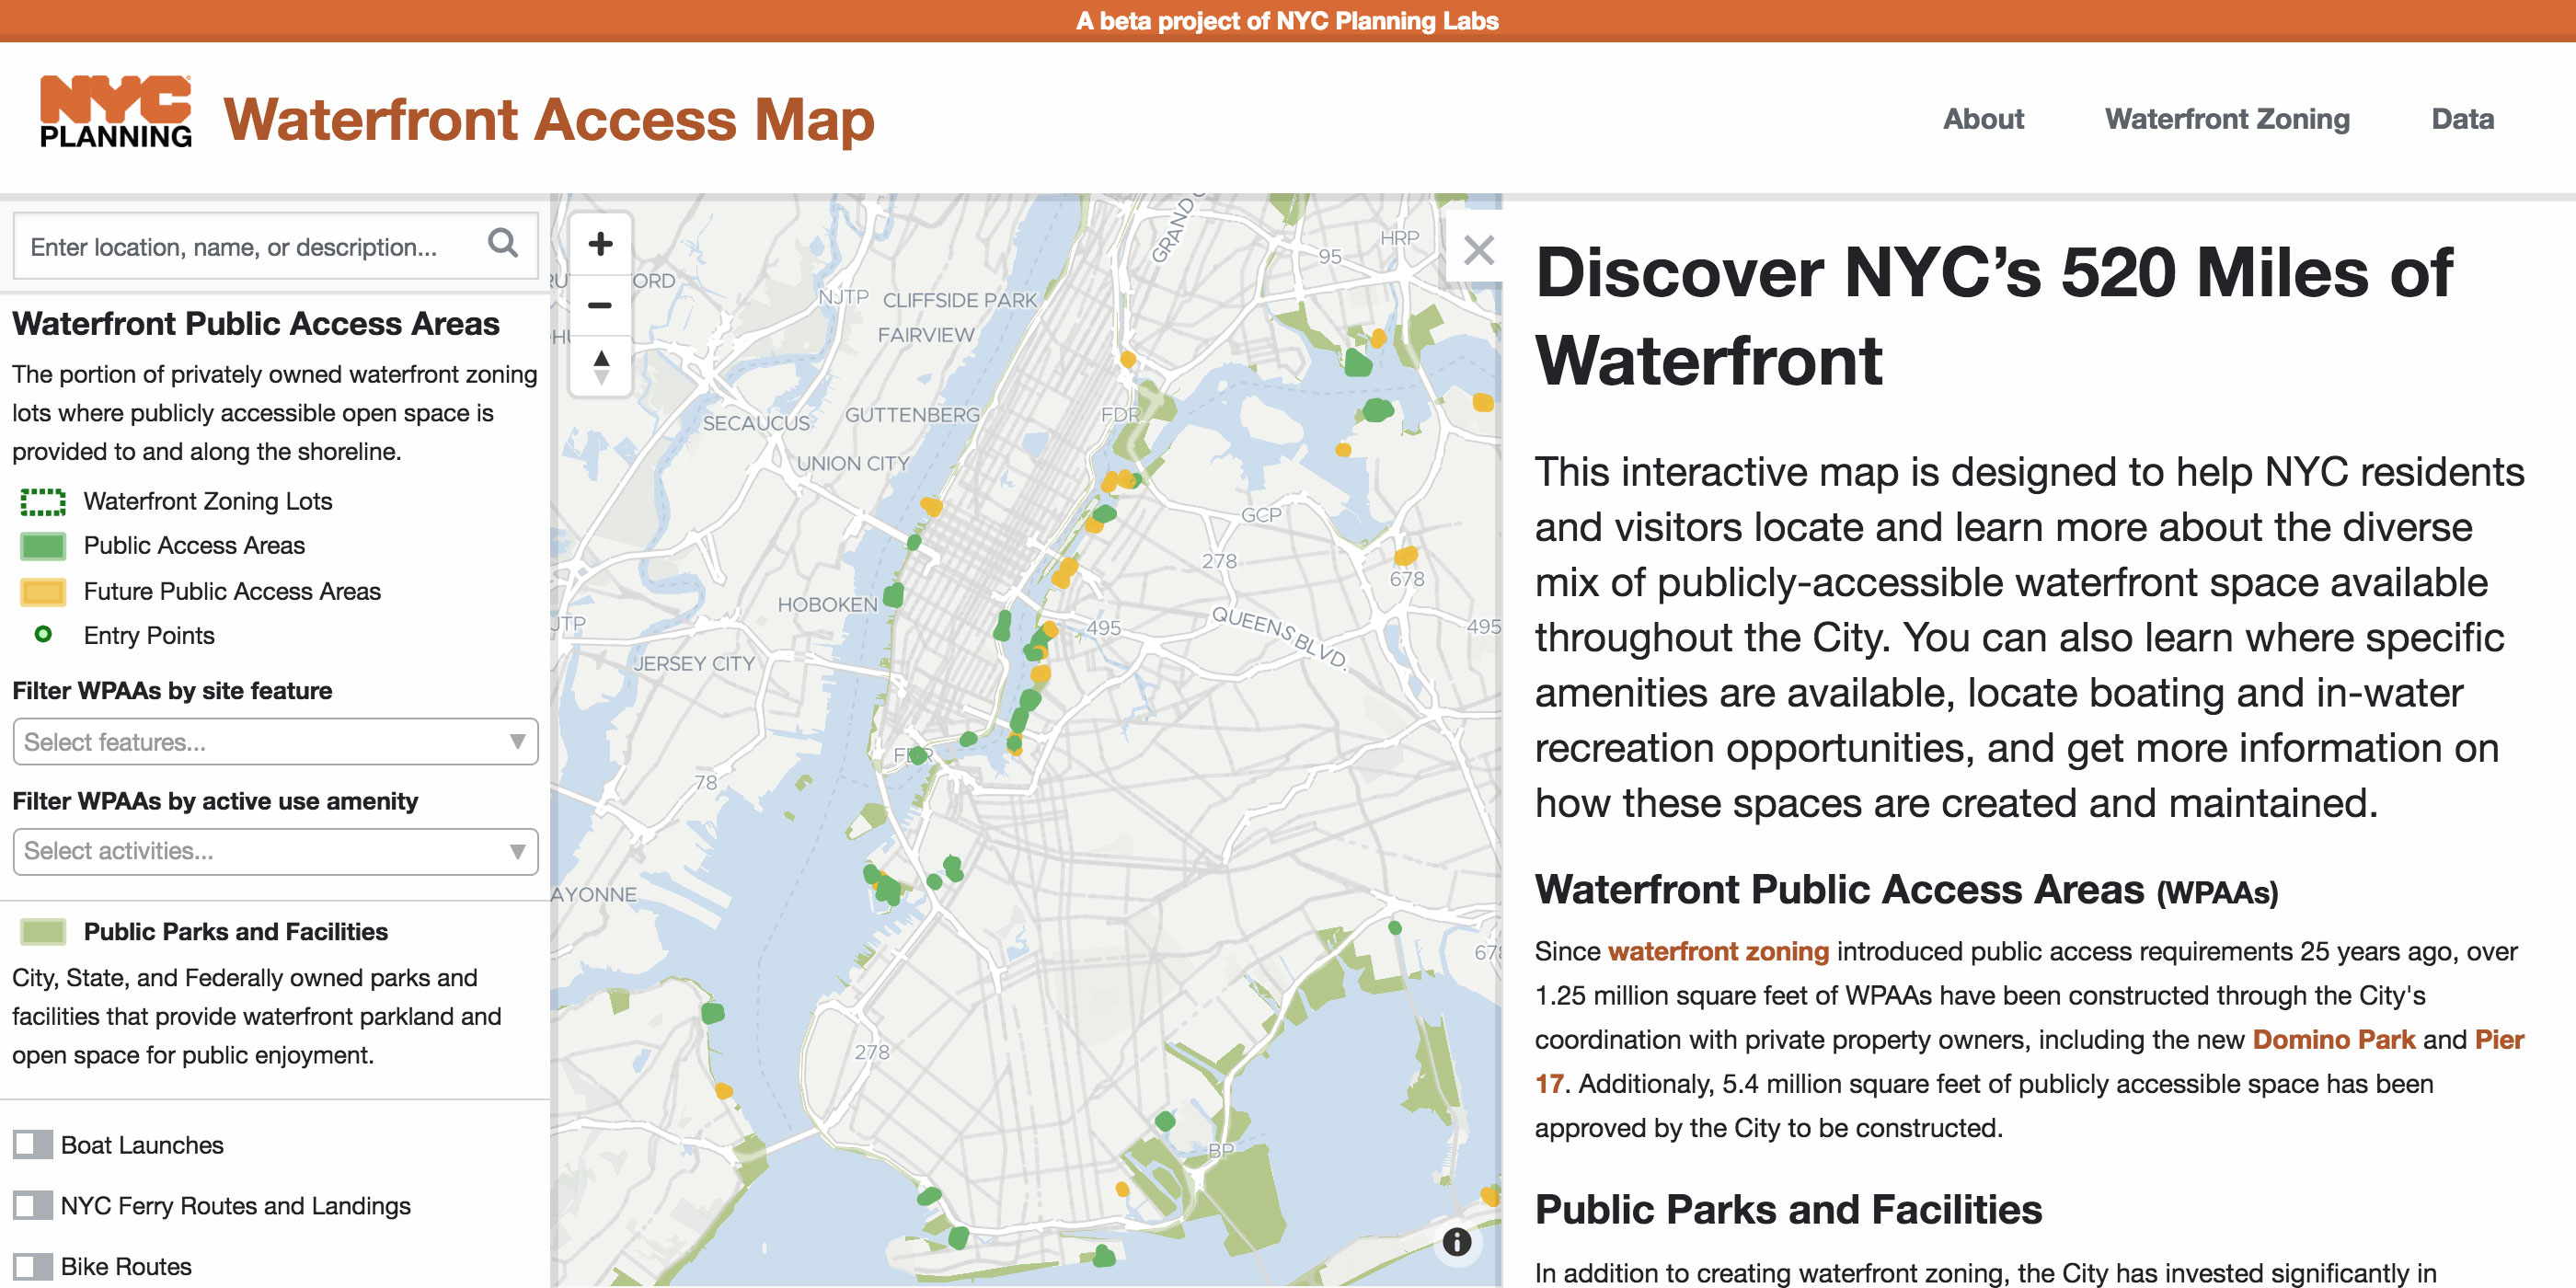 A beta project of NYC Planning Labs
NYC
PLANNING
Waterfront Access Map
About
Waterfront Zoning
Data
Enter location, name, or description...
Waterfront Public Access Areas
The portion of privately owned waterfront zoning
lots where publicly accessible open space is
provided to and along the shoreline.
Waterfront Zoning Lots
Public Access Areas
Future Public Access Areas
Entry Points
Filter WPAAs by site feature
Select features...
Filter WPAAs by active use amenity
Select activities...
Public Parks and Facilities
City, State, and Federally owned parks and
facilities that provide waterfront parkland and
open space for public enjoyment.
Boat Launches
NYC Ferry Routes and Landings
Bike Routes
+
−
ORD
NJTP
CLIFFSIDE PARK
FAIRVIEW
HRP
95
SECAUCUS
GUTTENBERG
FDR
UNION CITY
GCP
278
678
HOBOKEN
JTP
495
QUEENS BLVD.
495
JERSEY CITY
FDR
78
AYONNE
278
BP
Discover NYC’s 520 Miles of
Waterfront
This interactive map is designed to help NYC residents
and visitors locate and learn more about the diverse
mix of publicly-accessible waterfront space available
throughout the City. You can also learn where specific
amenities are available, locate boating and in-water
recreation opportunities, and get more information on
how these spaces are created and maintained.
Waterfront Public Access Areas (WPAAs)
Since waterfront zoning introduced public access requirements 25 years ago, over
1.25 million square feet of WPAAs have been constructed through the City's
coordination with private property owners, including the new Domino Park and Pier
17. Additionaly, 5.4 million square feet of publicly accessible space has been
approved by the City to be constructed.
Public Parks and Facilities
In addition to creating waterfront zoning, the City has invested significantly in